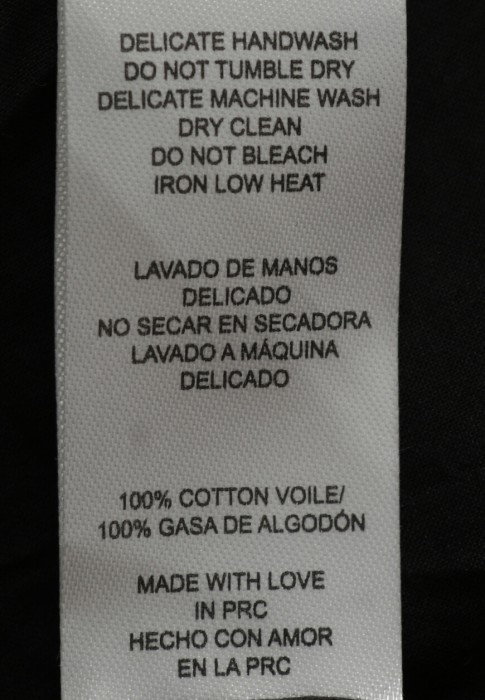 DELICATE HANDWASH
DO NOT TUMBLE DRY
DELICATE MACHINE WASH
DRY CLEAN
DO NOT BLEACH
IRON LOW HEAT
LAVADO DE MANOS
DELICADO
NO SECAR EN SECADORA
LAVADO A MÁQUINA
DELICADO
100% COTTON VOILE/
100% GASA DE ALGODÓN
MADE WITH LOVE
IN PRC
HECHO CON AMOR
EN LA PRC